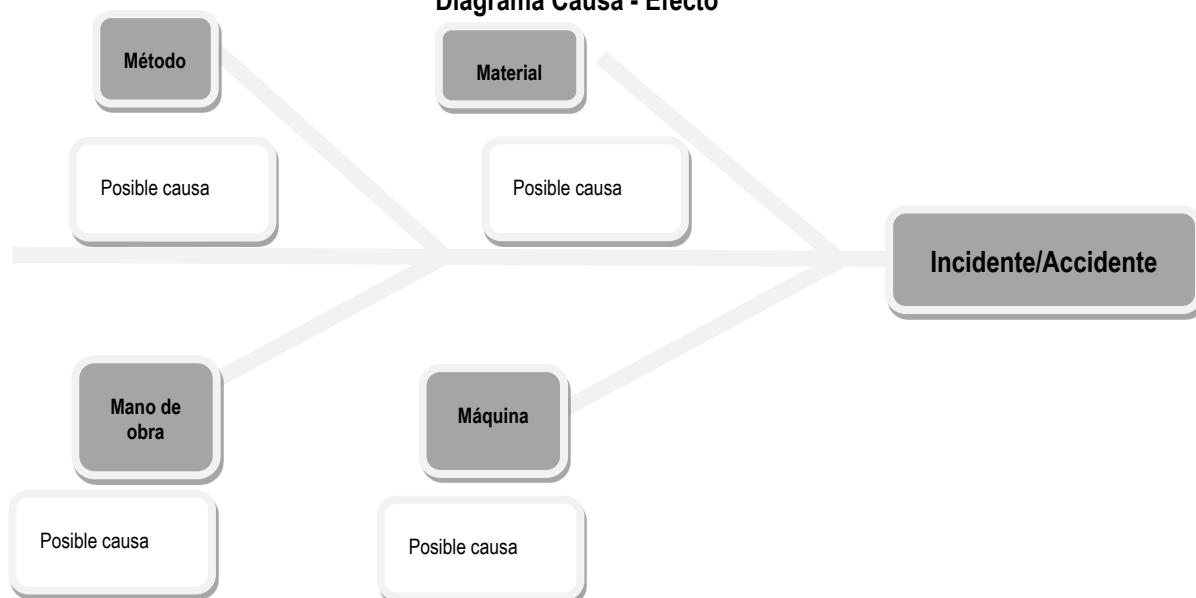 Diagrama Causa - Efecto
Método
Material
Posible causa
Posible causa
Incidente/Accidente
Mano de
obra
Máquina
Posible causa
Posible causa